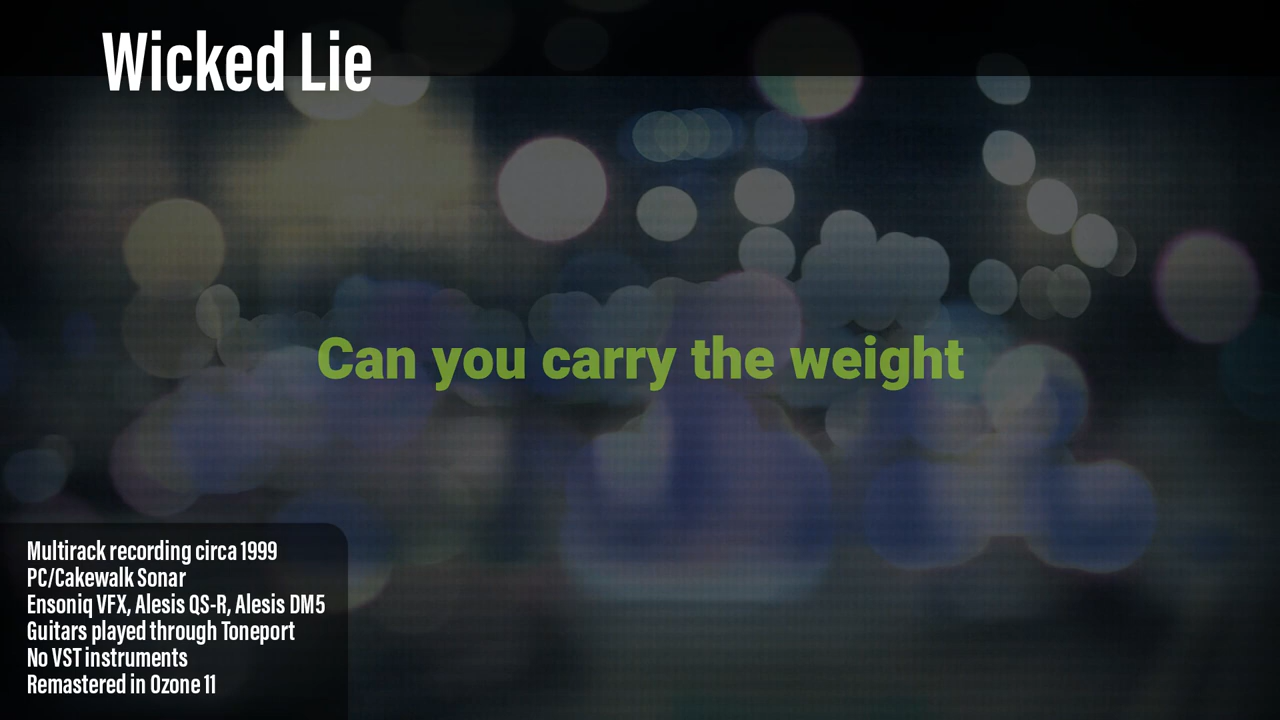 Wicked Lie
Can you carry the weight
Multirack recording circa 1999
PC/Cakewalk Sonar
Ensoniq VFX, Alesis QS-R, Alesis DM5
Guitars played through Toneport
No VST instruments
Remastered in Ozone 11